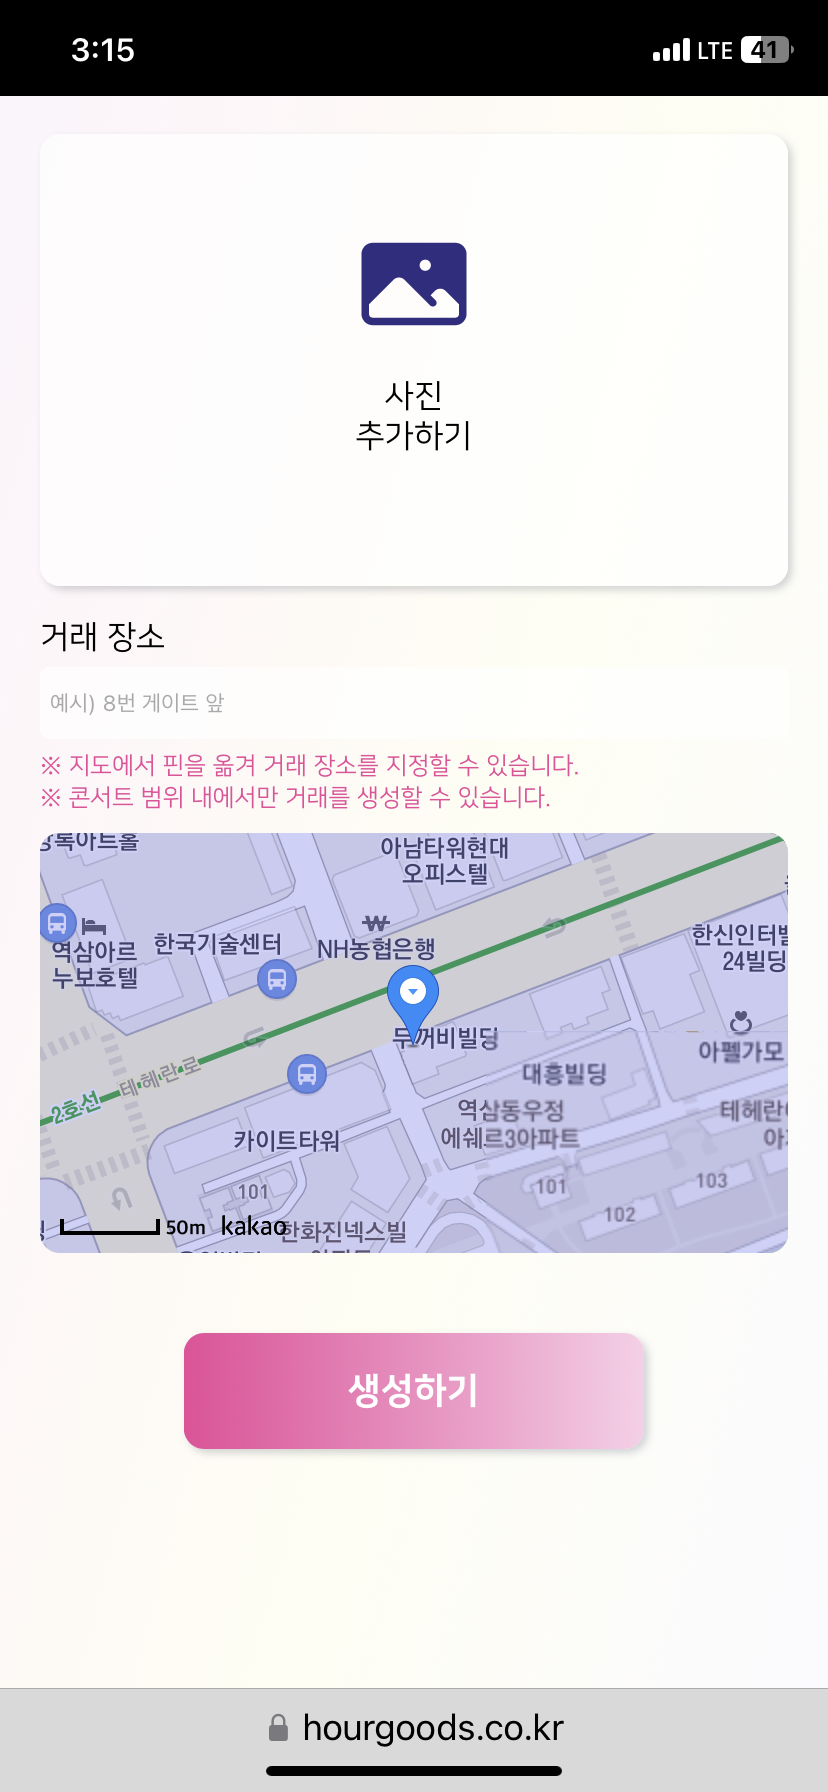 3:15
LTE 41
사진
추가하기
거래 장소
예시) 8번 게이트 앞
※ 지도에서 핀을 옮겨 거래 장소를 지정할 수 있습니다.
※ 콘서트 범위 내에서만 거래를 생성할 수 있습니다.
아남타워현대
오피스텔
역삼아르
누보호텔
한국기술센터
NH농협은행
한신인터밸
24빌딩
두꺼비빌딩
아펠가모
대흥빌딩
2호선
테헤란로
역삼동우정
에쉐르3아파트
테헤란
카이트타워
101
101
102
103
50m
kakao
한화진넥스빌
생성하기
hourgoods.co.kr